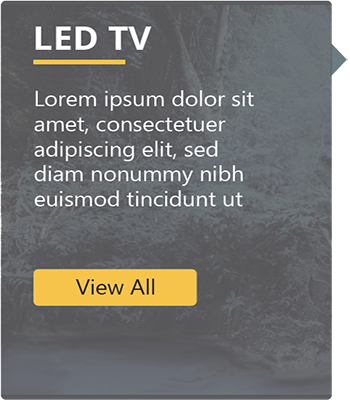 LED TV
Lorem ipsum dolor sit
amet, consectetuer
adipiscing elit, sed
diam nonummy nibh
euismod tincidunt ut
View All